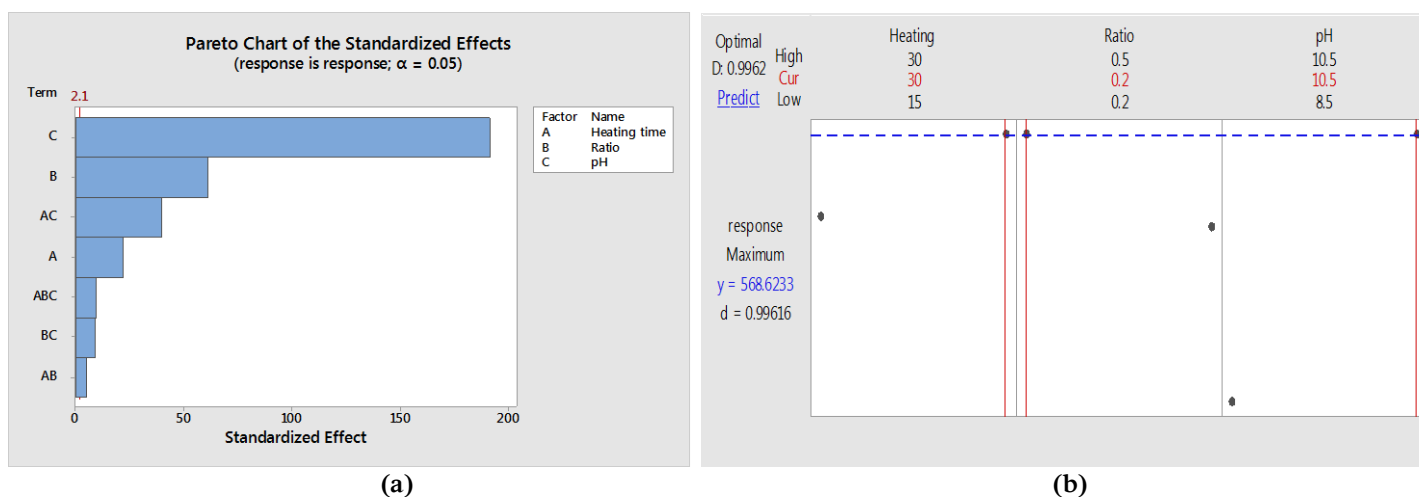 Pareto Chart of the Standardized Effects
(response is response; α = 0.05)
Term
2.1
C
B
AC
A
ABC
BC
AB
0 50 100 150 200
Standardized Effect
Factor Name
A Heating time
B Ratio
C pH
(a)
Optimal
D: 0.9962
Predict
High
Cur
Low
Heating Ratio pH
30 0.5 10.5
30 0.2 10.5
15 0.2 8.5
response
Maximum
y = 568.6233
d = 0.99616
(b)